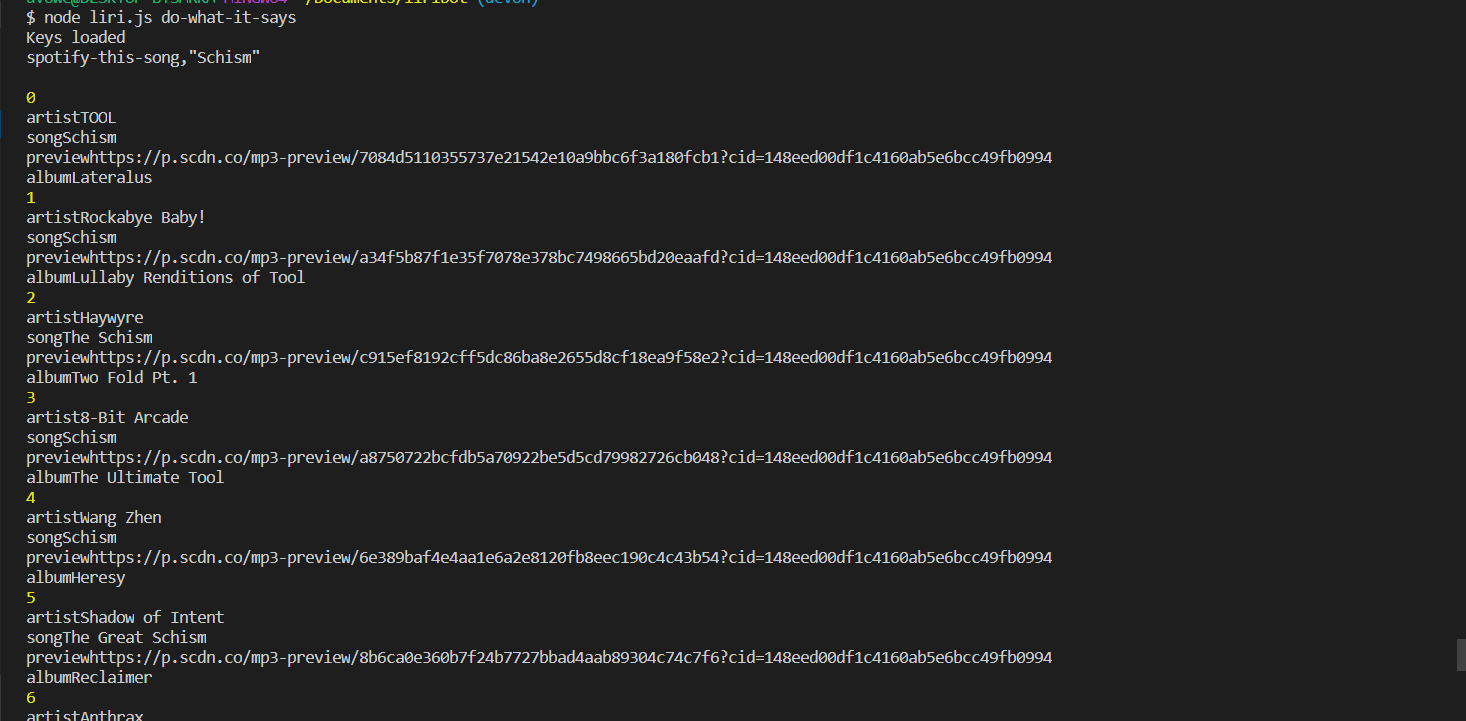 $ node liri.js do-what-it-says
Keys loaded
spotify-this-song,"Schism"
0
artistTOOL
songSchism
previewhttps://p.scdn.co/mp3-preview/7084d5110355737e21542e10a9bbc6f3a180fcb1?cid=148eed00df1c4160ab5e6bcc49fb0994
albumLateralus
1
artistRockabye Baby!
songSchism
previewhttps://p.scdn.co/mp3-preview/a34f5b87f1e35f7078e378bc7498665bd20eaafd?cid=148eed00df1c4160ab5e6bcc49fb0994
albumLullaby Renditions of Tool
2
artistHaywyre
songThe Schism
previewhttps://p.scdn.co/mp3-preview/c915ef8192cff5dc86ba8e2655d8cf18ea9f58e2?cid=148eed00df1c4160ab5e6bcc49fb0994
albumTwo Fold Pt. 1
3
artist8-Bit Arcade
songSchism
previewhttps://p.scdn.co/mp3-preview/a8750722bcfdb5a70922be5d5cd79982726cb048?cid=148eed00df1c4160ab5e6bcc49fb0994
albumThe Ultimate Tool
4
artistWang Zhen
songSchism
previewhttps://p.scdn.co/mp3-preview/6e389baf4e4aa1e6a2e8120fb8eec190c4c43b54?cid=148eed00df1c4160ab5e6bcc49fb0994
albumHeresy
5
artistShadow of Intent
songThe Great Schism
previewhttps://p.scdn.co/mp3-preview/8b6ca0e360b7f24b7727bbad4aab89304c74c7f6?cid=148eed00df1c4160ab5e6bcc49fb0994
albumReclaimer
6
artistAnthrax